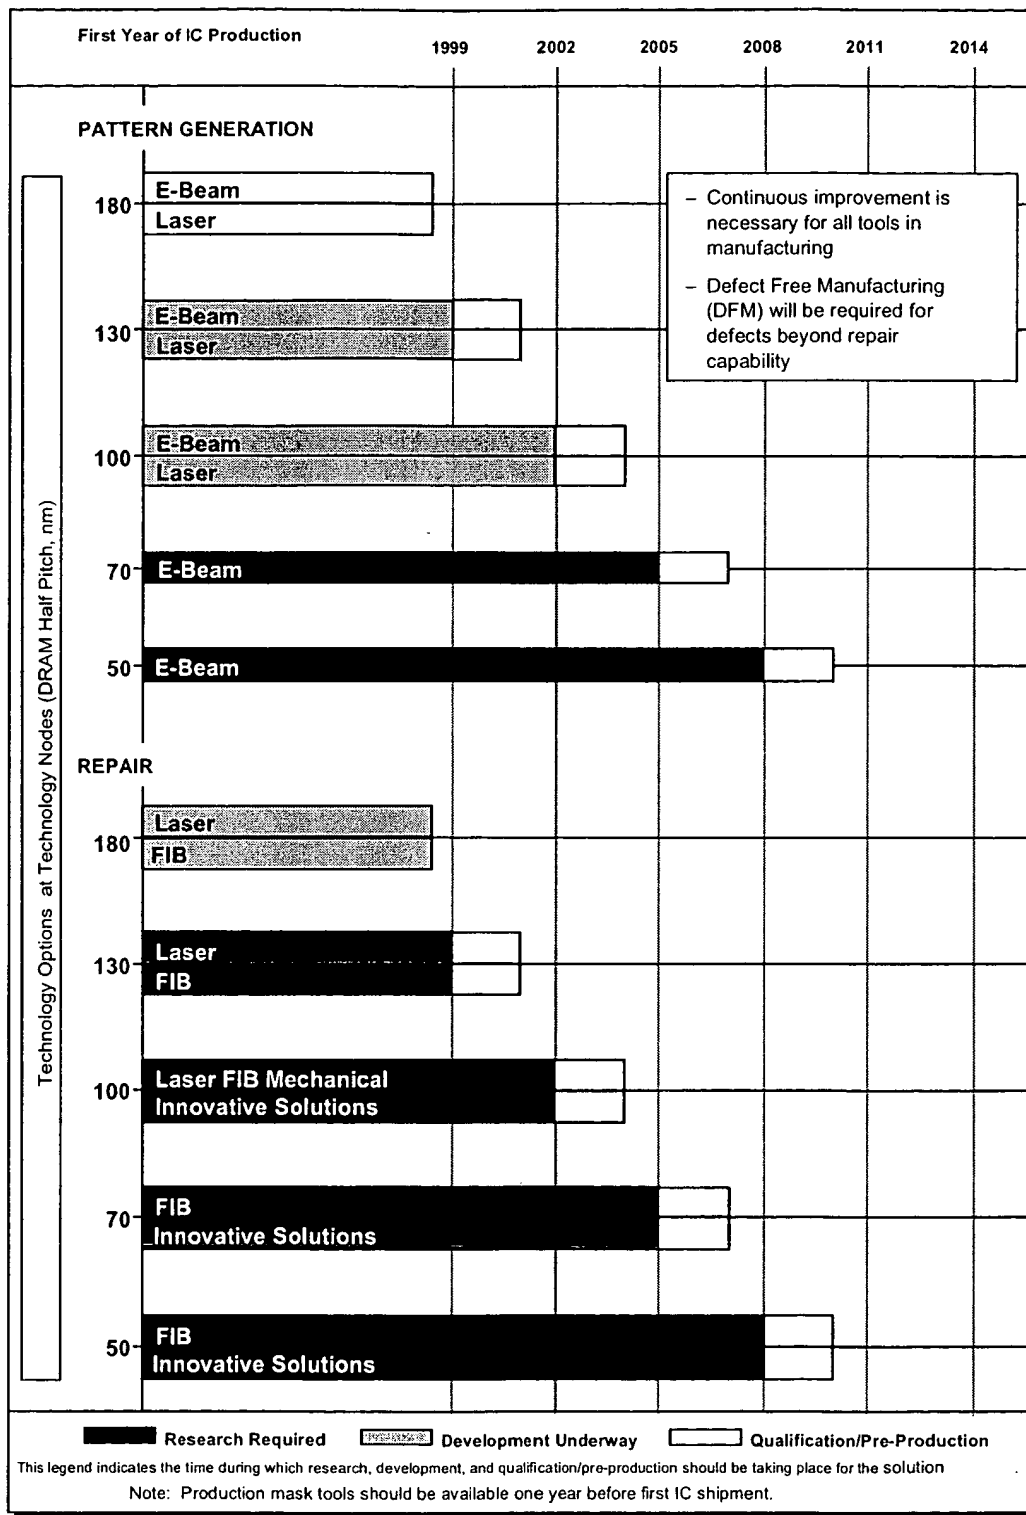 First Year of IC Production
1999 2002 2005 2008 2011 2014
PATTERN GENERATION
Technology Options at Technology Nodes (DRAM Half Pitch, nm)
180
E-Beam
Laser
– Continuous improvement is
necessary for all tools in
manufacturing
– Defect Free Manufacturing
(DFM) will be required for
defects beyond repair
capability
130
E-Beam
Laser
100
E-Beam
Laser
70
E-Beam
50
E-Beam
REPAIR
180
Laser
FIB
130
Laser
FIB
100
Laser FIB Mechanical
Innovative Solutions
70
FIB
Innovative Solutions
50
FIB
Innovative Solutions
Research Required Development Underway Qualification/Pre-Production
This legend indicates the time during which research, development, and qualification/pre-production should be taking place for the solution
Note: Production mask tools should be available one year before first IC shipment.